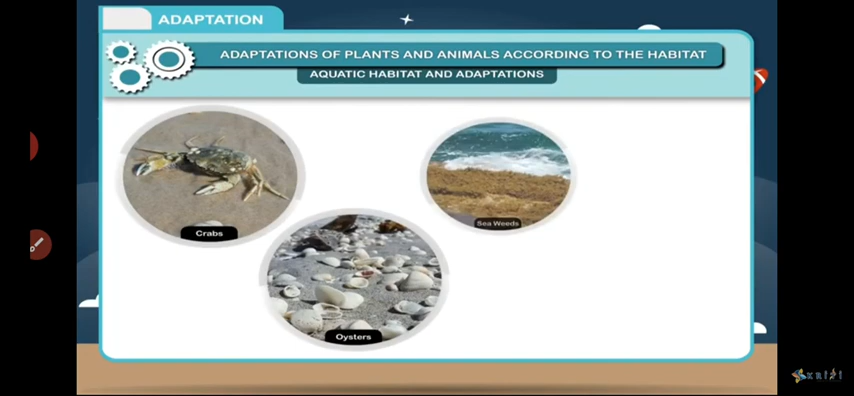 ADAPTATION
ADAPTATIONS OF PLANTS AND ANIMALS ACCORDING TO THE HABITAT
AQUATIC HABITAT AND ADAPTATIONS
Crabs
Sea Weeds
Oysters